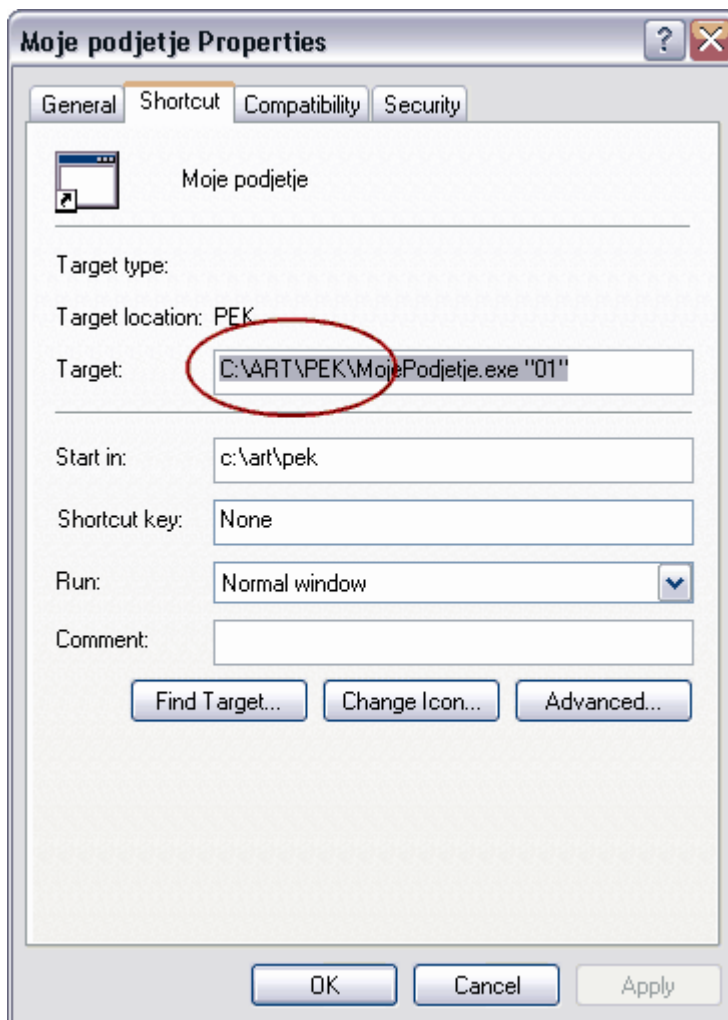 Moje podjetje Properties
General Shortcut Compatibility Security
Moje podjetje
Target type:
Target location: PEK
Target: C:\ART\PEK\MojePodjetje.exe "01"
Start in: c:\art\pek
Shortcut key: None
Run: Normal window
Comment:
Find Target... Change Icon... Advanced...
OK Cancel Apply